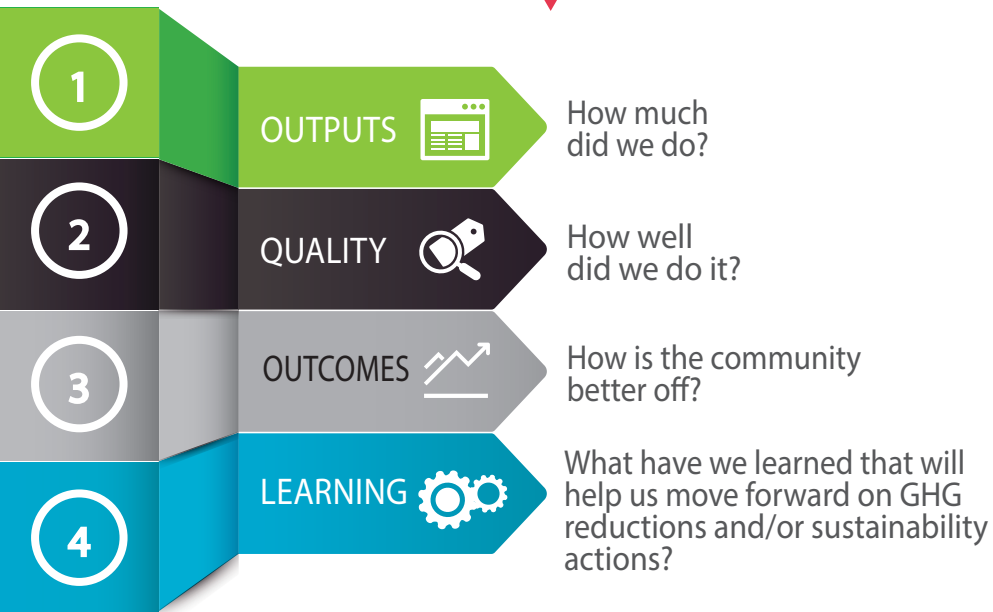 1
OUTPUTS
How much
did we do?
2
QUALITY
How well
did we do it?
3
OUTCOMES
How is the community
better off?
4
LEARNING
What have we learned that will
help us move forward on GHG
reductions and/or sustainability
actions?